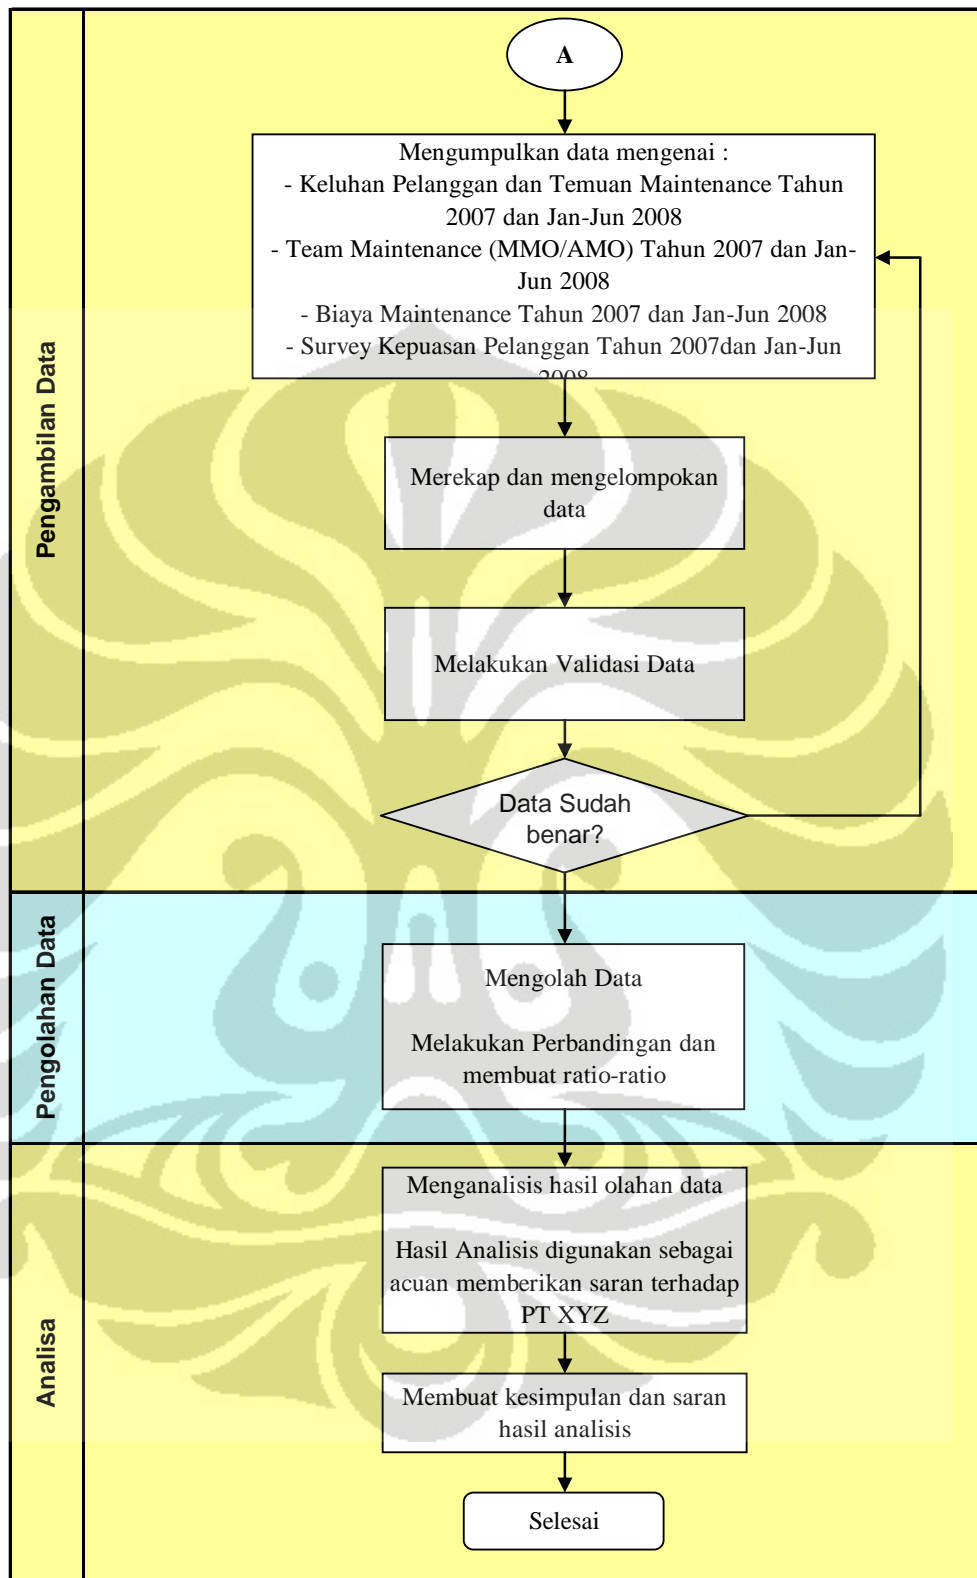 A
Mengumpulkan data mengenai :
- Keluhan Pelanggan dan Temuan Maintenance Tahun
2007 dan Jan-Jun 2008
- Team Maintenance (MMO/AMO) Tahun 2007 dan Jan-
Jun 2008
- Biaya Maintenance Tahun 2007 dan Jan-Jun 2008
- Survey Kepuasan Pelanggan Tahun 2007dan Jan-Jun
2008
Pengambilan Data
Merekap dan mengelompokan
data
Melakukan Validasi Data
Data Sudah
benar?
Pengolahan Data
Mengolah Data
Melakukan Perbandingan dan
membuat ratio-ratio
Analisa
Menganalisis hasil olahan data
Hasil Analisis digunakan sebagai
acuan memberikan saran terhadap
PT XYZ
Membuat kesimpulan dan saran
hasil analisis
Selesai